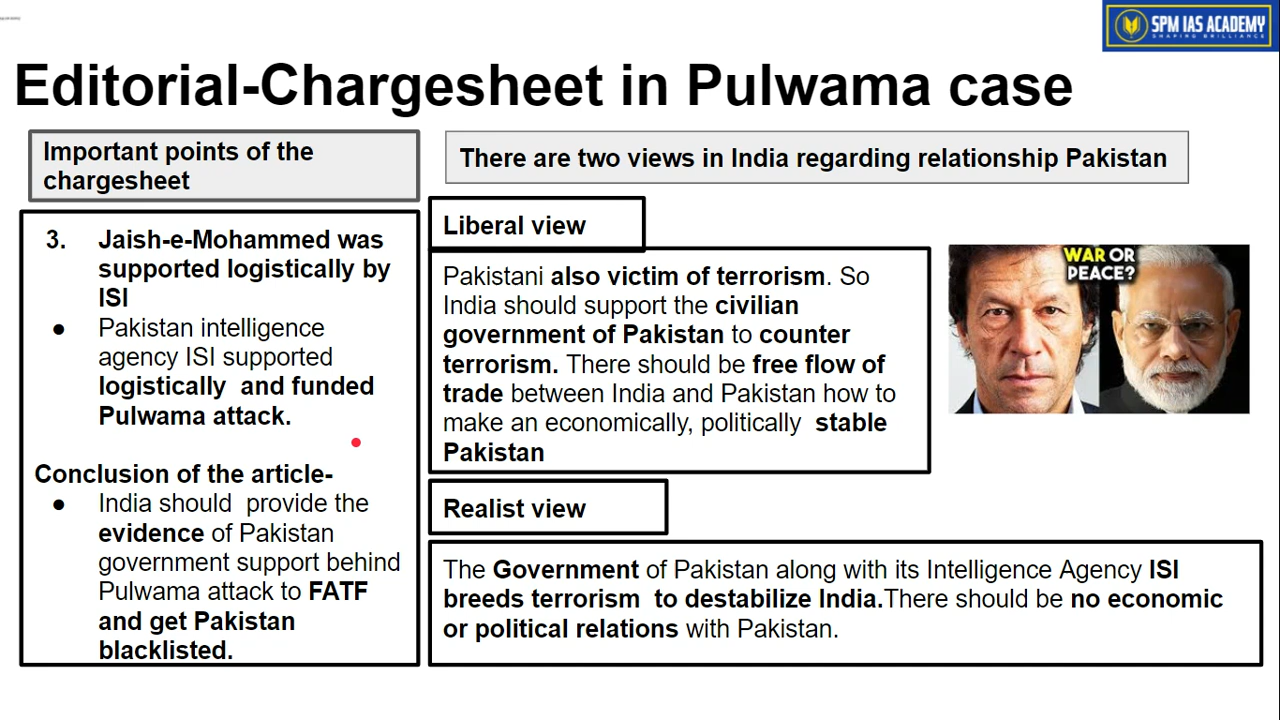 SPM IAS ACADEMY
SHAPING BRILLIANCE
Editorial-Chargesheet in Pulwama case
Important points of the
chargesheet
3. Jaish-e-Mohammed was
supported logistically by
ISI
● Pakistan intelligence
agency ISI supported
logistically and funded
Pulwama attack.
Conclusion of the article-
● India should provide the
evidence of Pakistan
government support behind
Pulwama attack to FATF
and get Pakistan
blacklisted.
There are two views in India regarding relationship Pakistan
Liberal view
Pakistani also victim of terrorism. So
India should support the civilian
government of Pakistan to counter
terrorism. There should be free flow of
trade between India and Pakistan how to
make an economically, politically stable
Pakistan
WAR OR
PEACE?
Realist view
The Government of Pakistan along with its Intelligence Agency ISI
breeds terrorism to destabilize India.There should be no economic
or political relations with Pakistan.